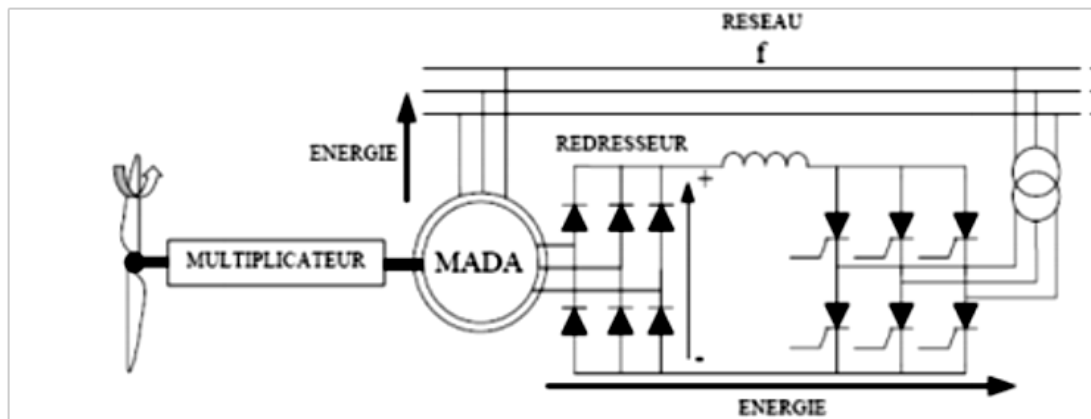 RESEAU
f
ENERGIE
REDRESSEUR
+
MULTIPLICATEUR
MADA
-
ENERGIE